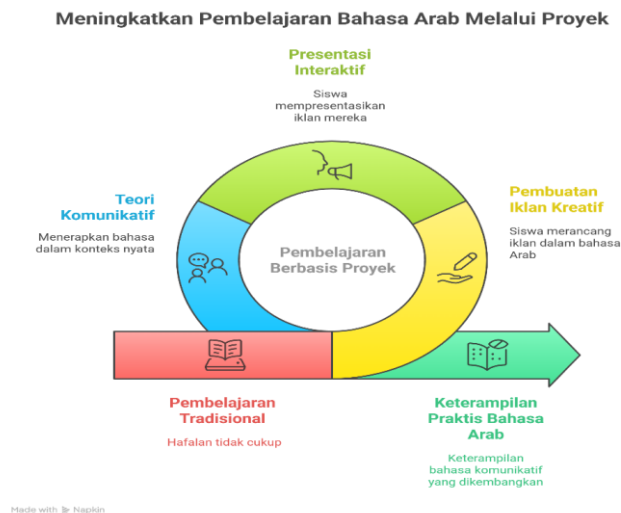 Meningkatkan Pembelajaran Bahasa Arab Melalui Proyek
Presentasi
Interaktif
Siswa
mempresentasikan
iklan mereka
Teori
Komunikatif
Menerapkan bahasa
dalam konteks nyata
Pembuatan
Iklan Kreatif
Siswa merancang
iklan dalam bahasa
Arab
Pembelajaran
Berbasis Proyek
Pembelajaran
Tradisional
Hafalan tidak cukup
Keterampilan
Praktis Bahasa
Arab
Keterampilan
bahasa komunikatif
yang dikembangkan
Made with Napkin